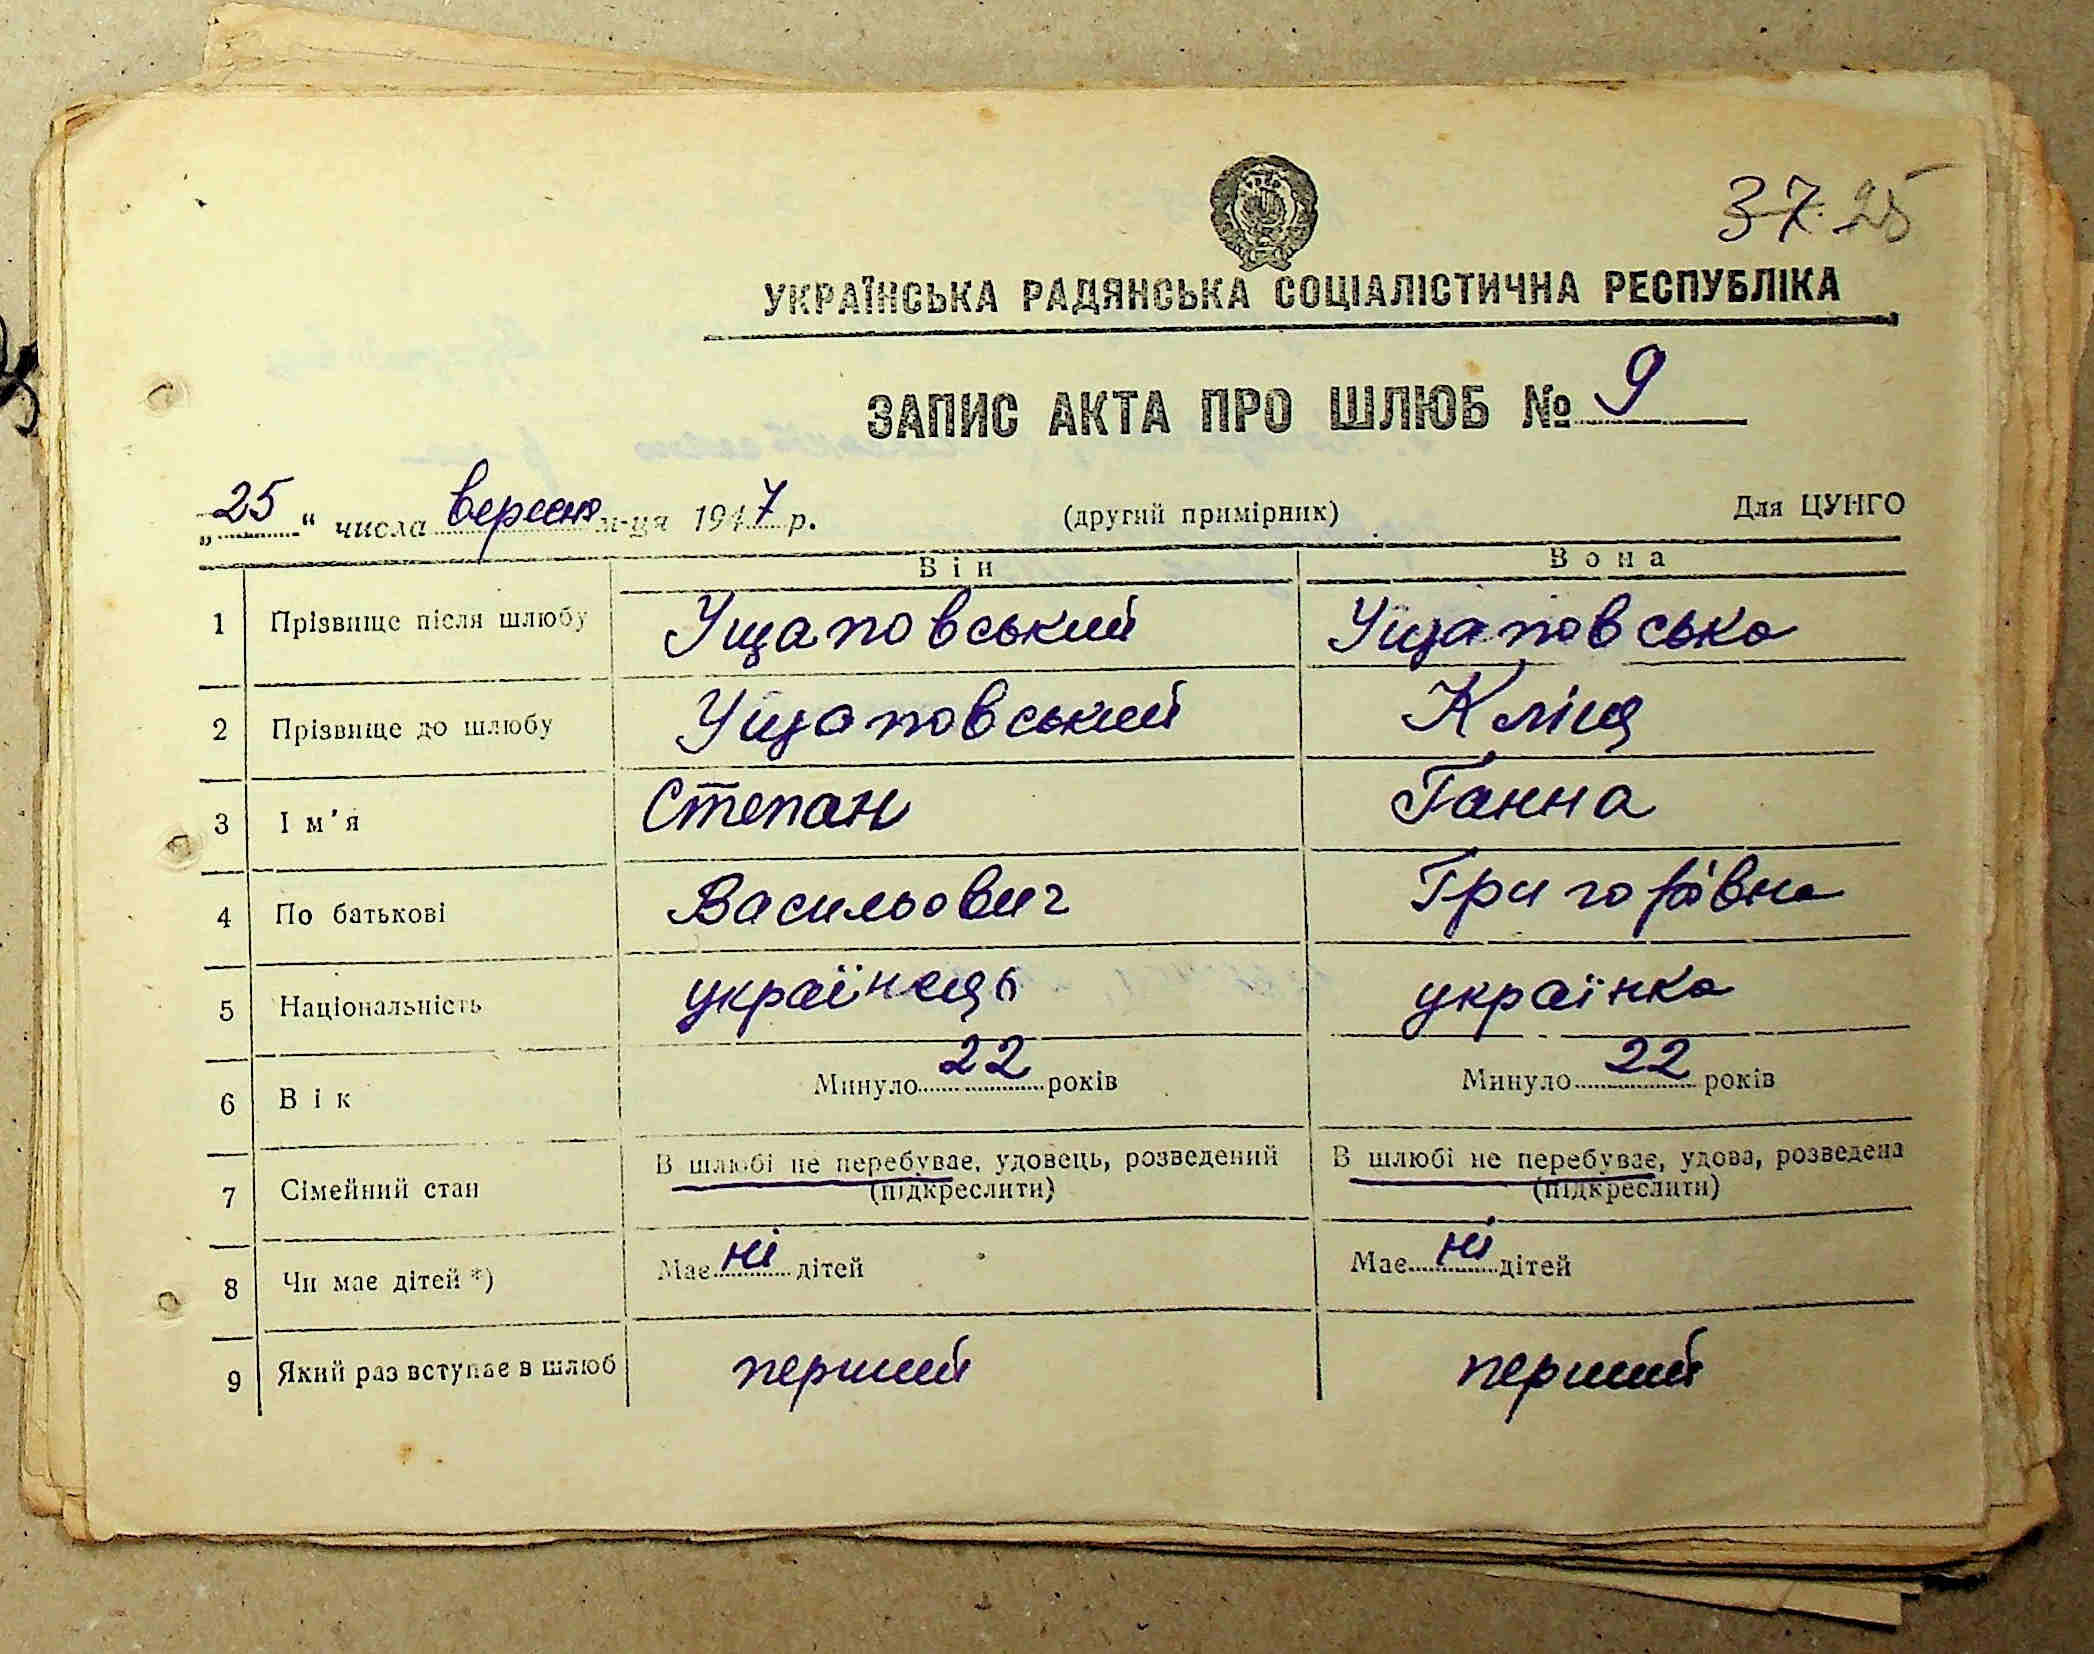 37. 25
УКРАЇНСЬКА РАДЯНСЬКА СОЦІАЛІСТИЧНА РЕСПУБЛІКА
ЗАПИС АКТА ПРО ШЛЮБ № 9
„25“ числа вересня м-ця 1947 р. (другий примірник) Для ЦУНГО
Він Вона
1 Прізвище після шлюбу Ущаповський Ущаповська
2 Прізвище до шлюбу Ущаповський Кліщ
3 Ім'я Степан Ганна
4 По батькові Васильович Григорівна
5 Національність українець українка
6 Вік Минуло 22 років Минуло 22 років
7 Сімейний стан В шлюбі не перебуває, удовець, розведений В шлюбі не перебуває, удова, розведена
(підкреслити) (підкреслити)
8 Чи має дітей *) Має ні дітей Має ні дітей
9 Який раз вступає в шлюб перший перший